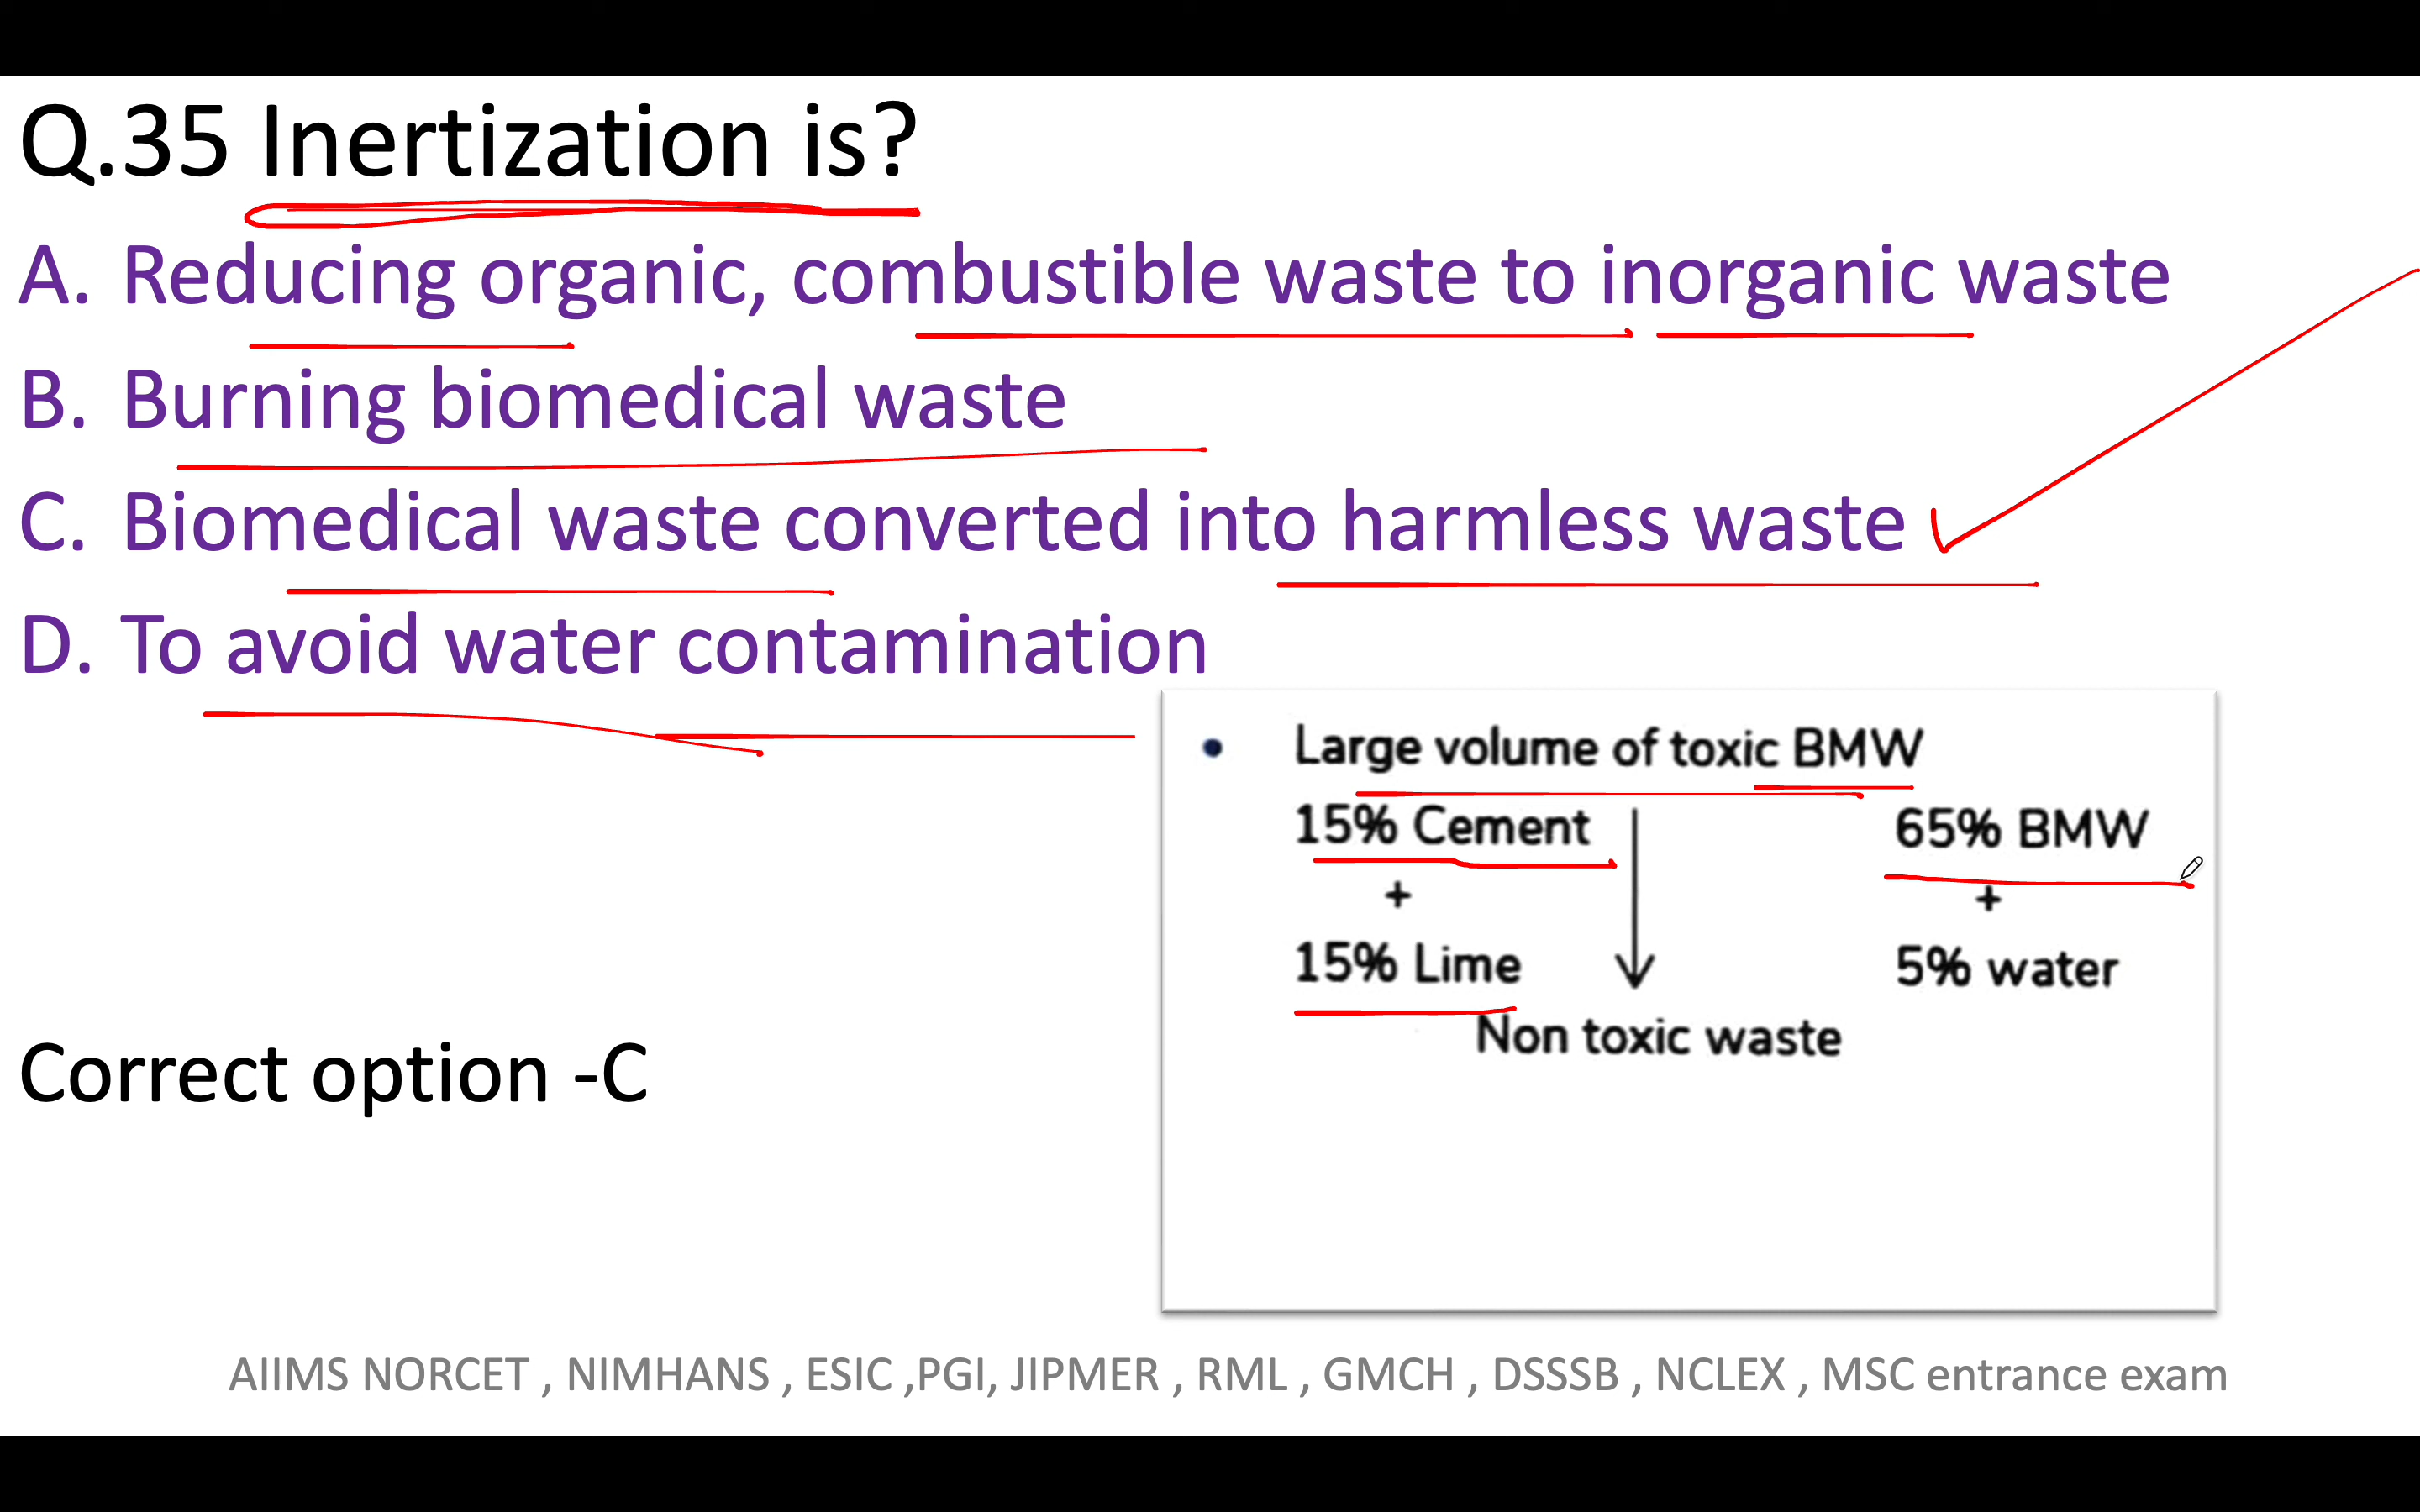 Q.35 Inertization is?
A. Reducing organic, combustible waste to inorganic waste
B. Burning biomedical waste
C. Biomedical waste converted into harmless waste
D. To avoid water contamination
• Large volume of toxic BMW
15% Cement 65% BMW
+ +
15% Lime 5% water
Non toxic waste
Correct option -C
AIIMS NORCET , NIMHANS , ESIC ,PGI, JIPMER , RML , GMCH , DSSSB , NCLEX , MSC entrance exam